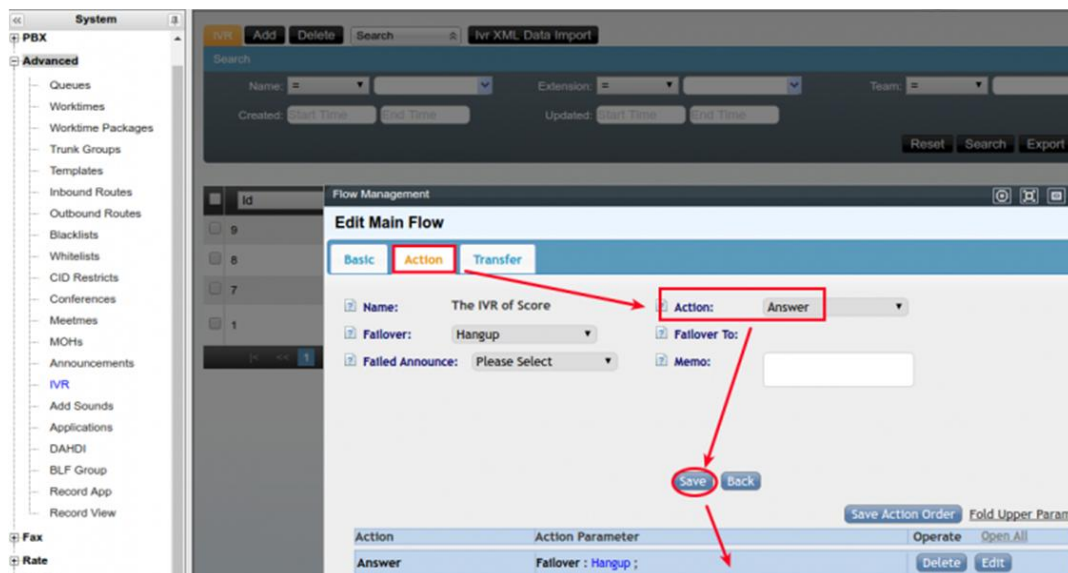 System
PBX
Advanced
Queues
Worktimes
Worktime Packages
Trunk Groups
Templates
Inbound Routes
Outbound Routes
Blacklists
Whitelists
CID Restricts
Conferences
Meetmes
MOHs
Announcements
IVR
Add Sounds
Applications
DAHDI
BLF Group
Record App
Record View
Fax
Rate
IVR Add Delete Search Ivr XML Data Import
Search
Name: = Extension: = Team: =
Created: Start Time End Time Updated: Start Time End Time
Reset Search Export
Id
9
8
7
1
|< << 1
Flow Management
Edit Main Flow
Basic Action Transfer
Name: The IVR of Score Action: Answer
Failover: Hangup Failover To:
Failed Announce: Please Select Memo:
Save Back
Save Action Order Fold Upper Param
Action Action Parameter Operate Open All
Answer Failover : Hangup ; Delete Edit